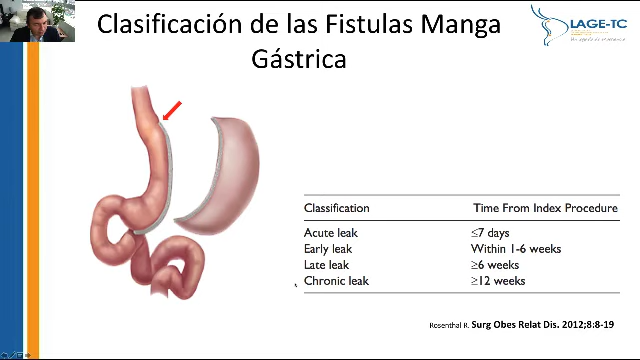 Clasificación de las Fistulas Manga
Gástrica
LAGE-TC
Classification Time From Index Procedure
Acute leak ≤7 days
Early leak Within 1-6 weeks
Late leak ≥6 weeks
Chronic leak ≥12 weeks
Rosenthal R. Surg Obes Relat Dis. 2012;8:8-19